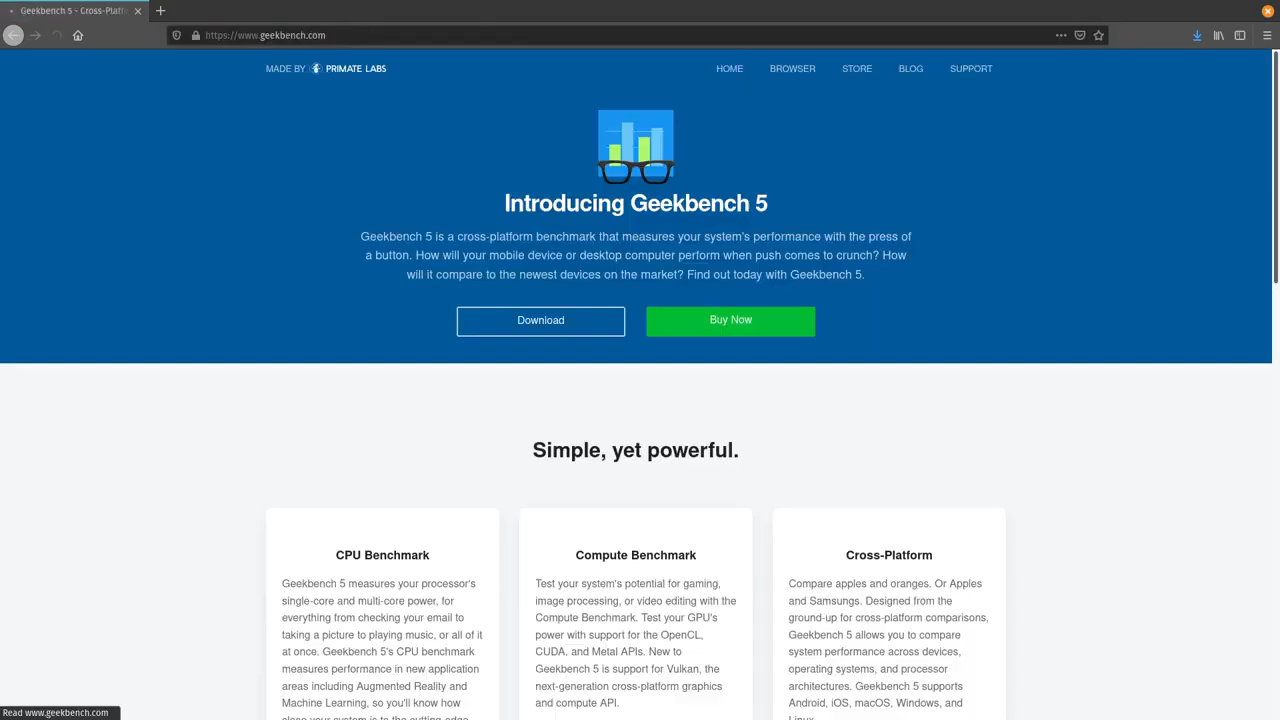 Geekbench 5 - Cross-Platf
https://www.geekbench.com
MADE BY PRIMATE LABS
HOME BROWSER STORE BLOG SUPPORT
Introducing Geekbench 5
Geekbench 5 is a cross-platform benchmark that measures your system's performance with the press of
a button. How will your mobile device or desktop computer perform when push comes to crunch? How
will it compare to the newest devices on the market? Find out today with Geekbench 5.
Download
Buy Now
Simple, yet powerful.
CPU Benchmark
Geekbench 5 measures your processor's
single-core and multi-core power, for
everything from checking your email to
taking a picture to playing music, or all of it
at once. Geekbench 5's CPU benchmark
measures performance in new application
areas including Augmented Reality and
Machine Learning, so you'll know how
close your system is to the cutting-edge.
Compute Benchmark
Test your system's potential for gaming,
image processing, or video editing with the
Compute Benchmark. Test your GPU's
power with support for the OpenCL,
CUDA, and Metal APIs. New to
Geekbench 5 is support for Vulkan, the
next-generation cross-platform graphics
and compute API.
Cross-Platform
Compare apples and oranges. Or Apples
and Samsungs. Designed from the
ground-up for cross-platform comparisons,
Geekbench 5 allows you to compare
system performance across devices,
operating systems, and processor
architectures. Geekbench 5 supports
Android, iOS, macOS, Windows, and
Linux.
Read www.geekbench.com